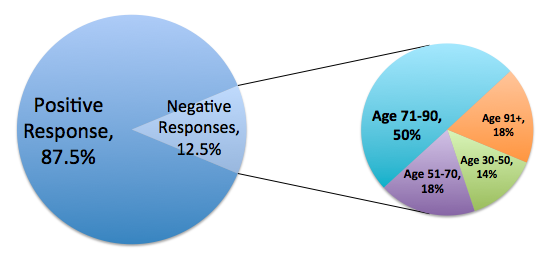 Positive
Response,
87.5%
Negative
Responses,
12.5%
Age 71-90,
50%
Age 91+,
18%
Age 30-50,
14%
Age 51-70,
18%